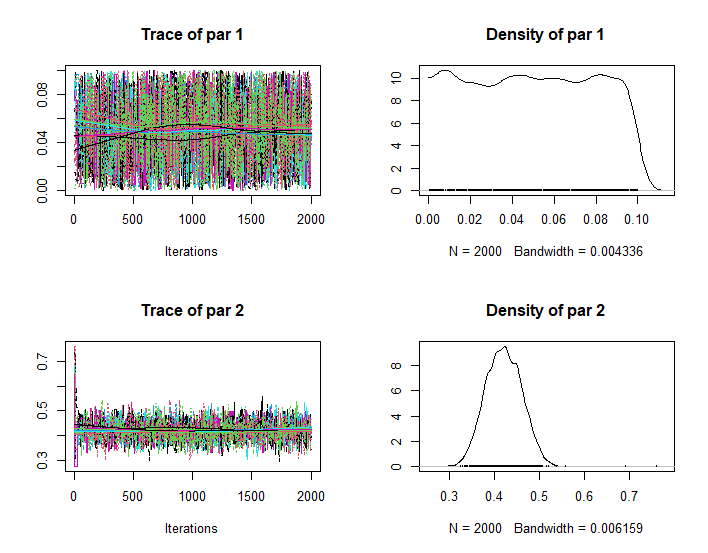 Trace of par 1
0.00 0.04 0.08
0 500 1000 1500 2000
Iterations
Density of par 1
0 2 4 6 8 10
0.00 0.02 0.04 0.06 0.08 0.10
N = 2000 Bandwidth = 0.004336
Trace of par 2
0.3 0.5 0.7
0 500 1000 1500 2000
Iterations
Density of par 2
0 2 4 6 8
0.3 0.4 0.5 0.6 0.7
N = 2000 Bandwidth = 0.006159